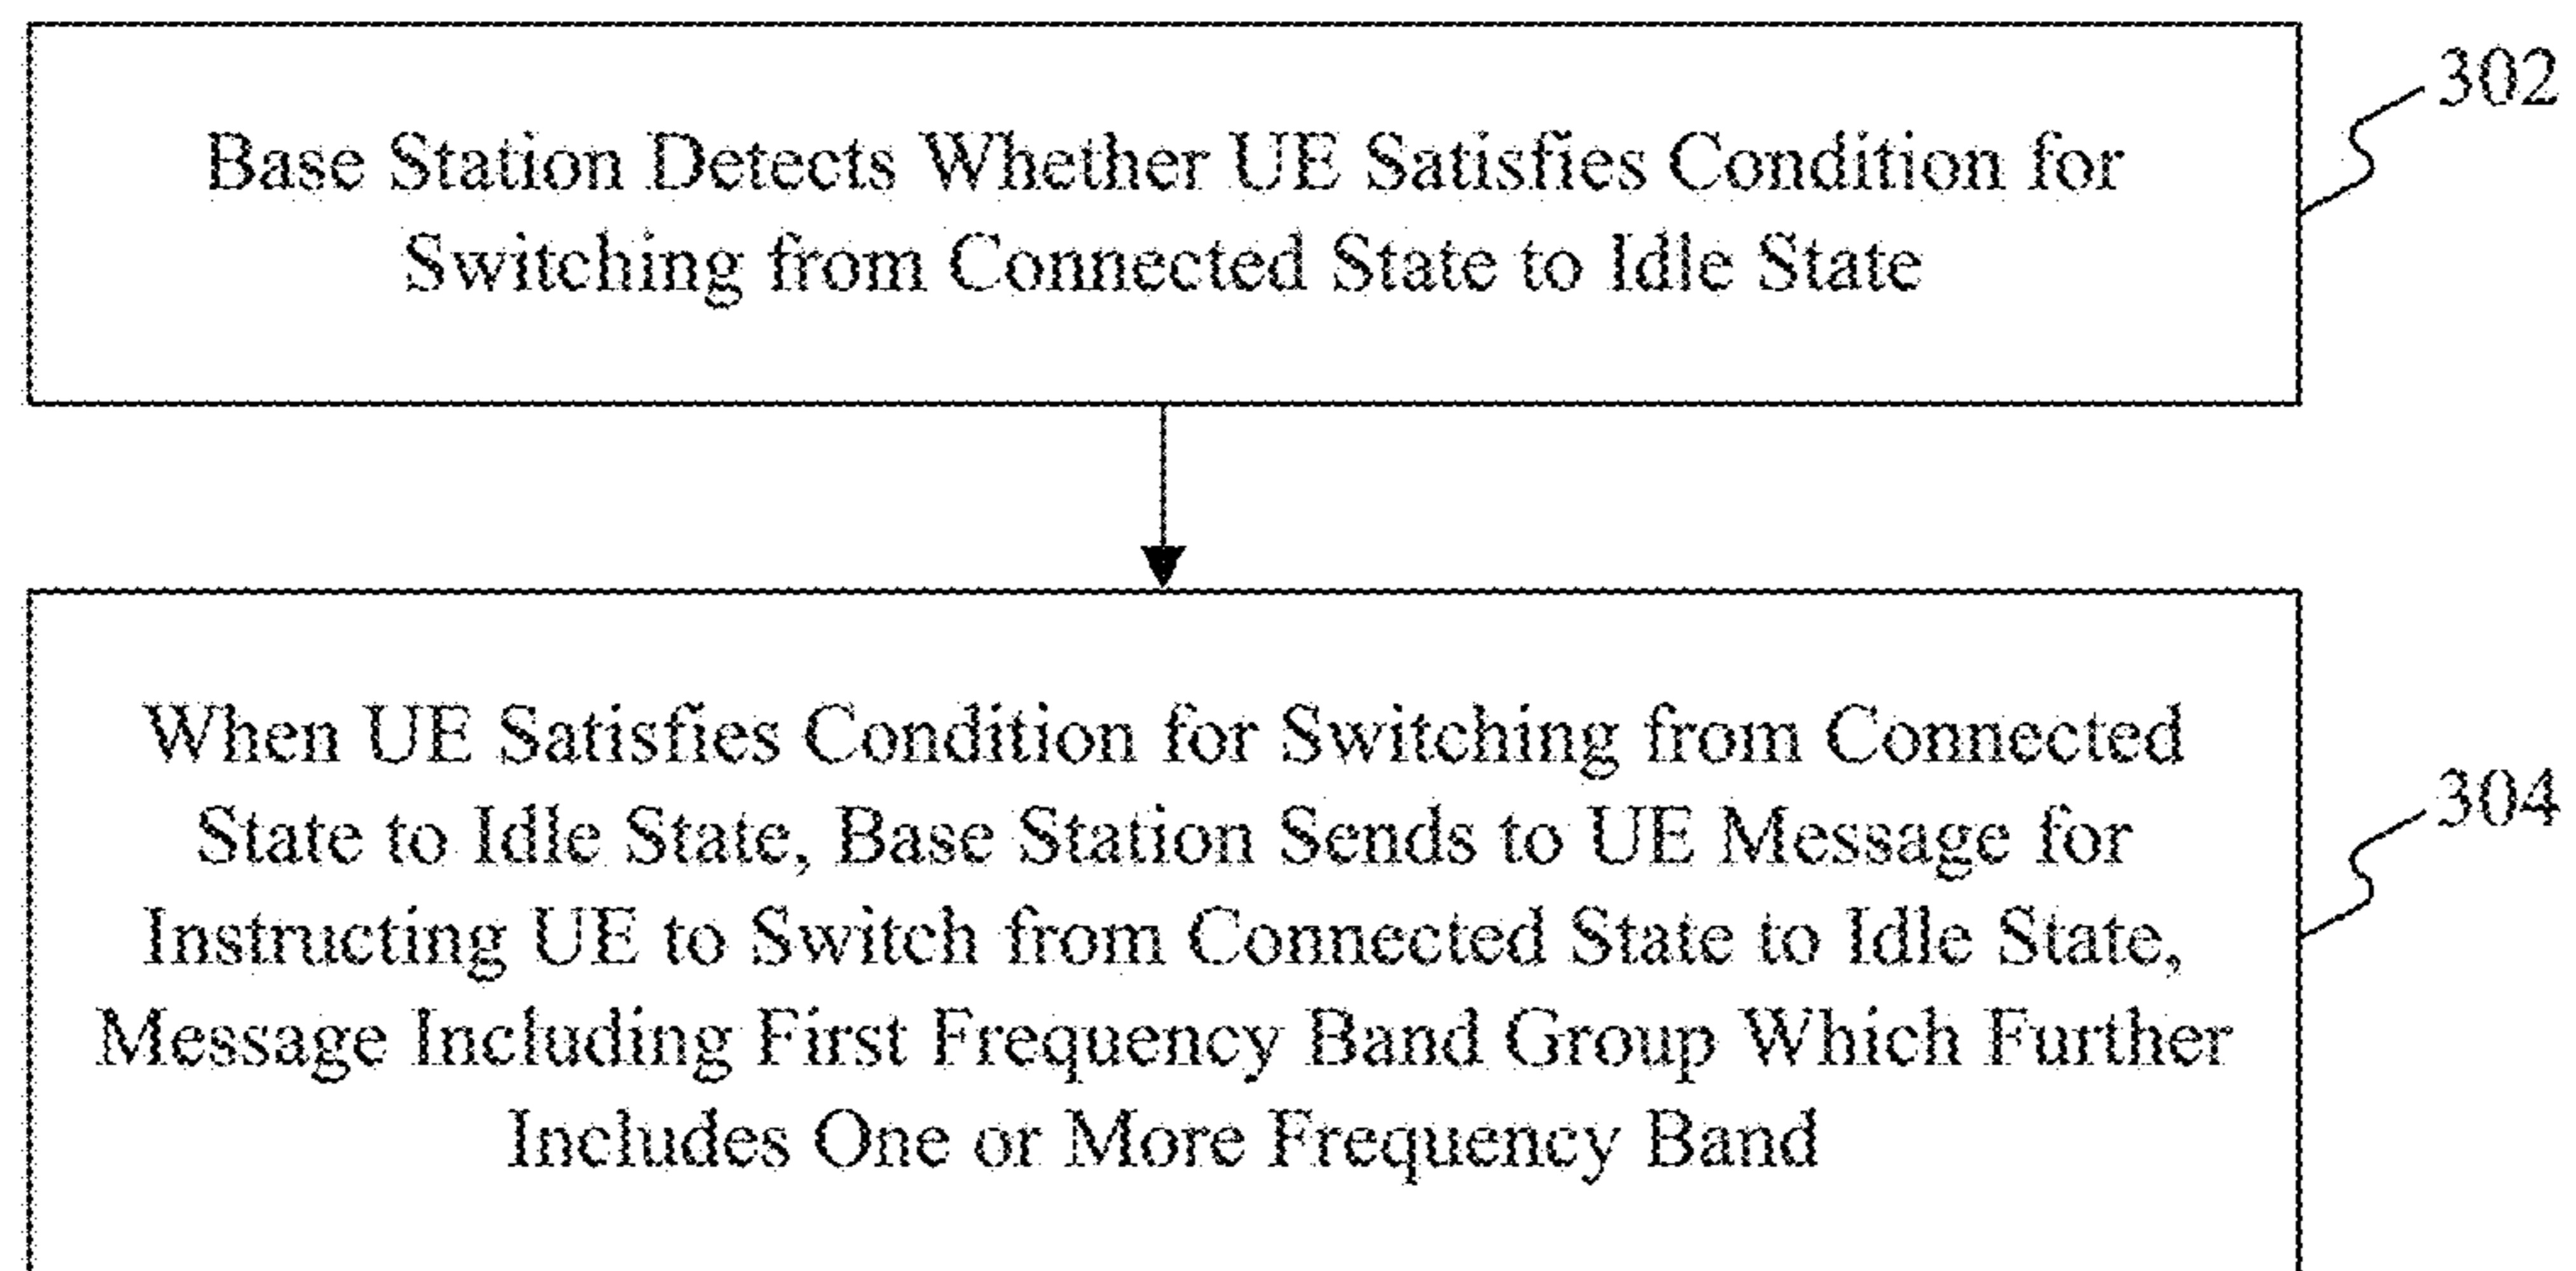 302
Base Station Detects Whether UE Satisfies Condition for
Switching from Connected State to Idle State
When UE Satisfies Condition for Switching from Connected
State to Idle State, Base Station Sends to UE Message for
304
Instructing UE to Switch from Connected State to Idle State,
Message Including First Frequency Band Group Which Further
Includes One or More Frequency Band